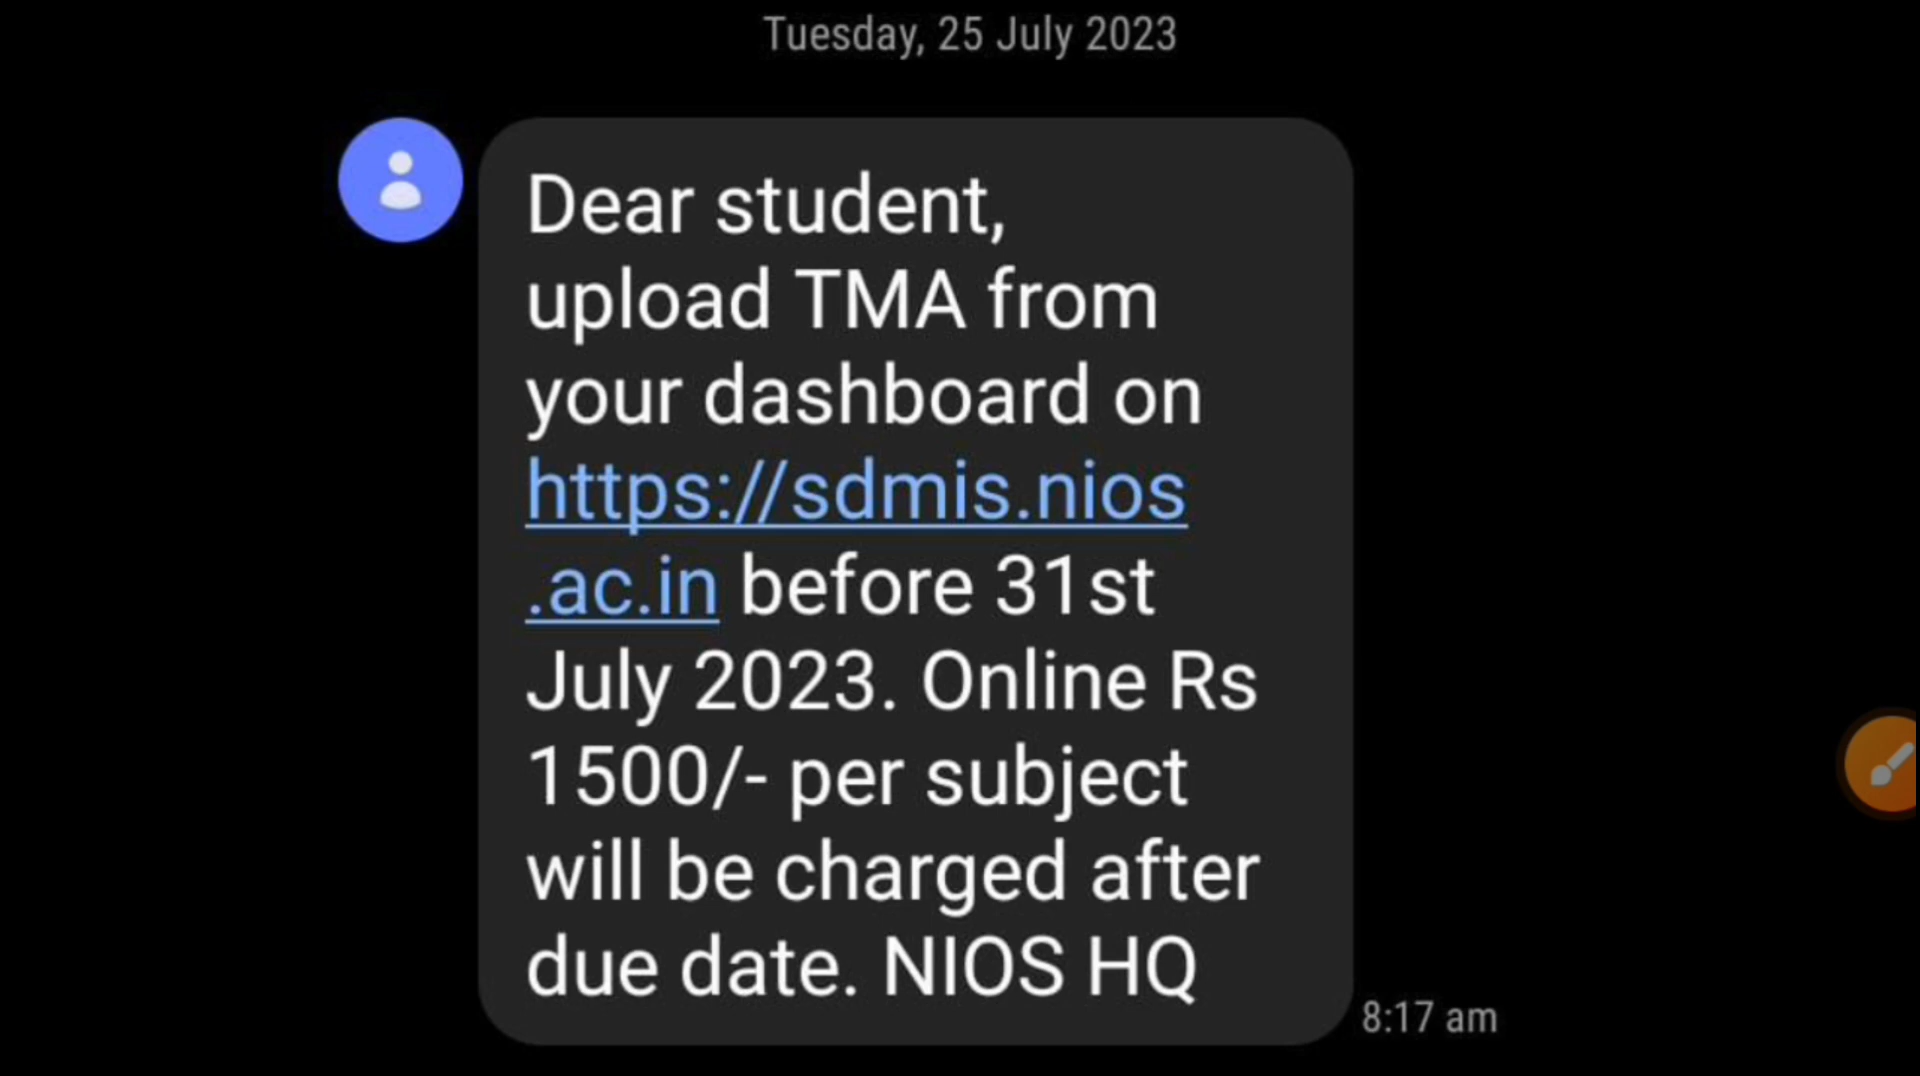 Tuesday, 25 July 2023
Dear student,
upload TMA from
your dashboard on
https://sdmis.nios
.ac.in before 31st
July 2023. Online Rs
1500/- per subject
will be charged after
due date. NIOS HQ
8:17 am